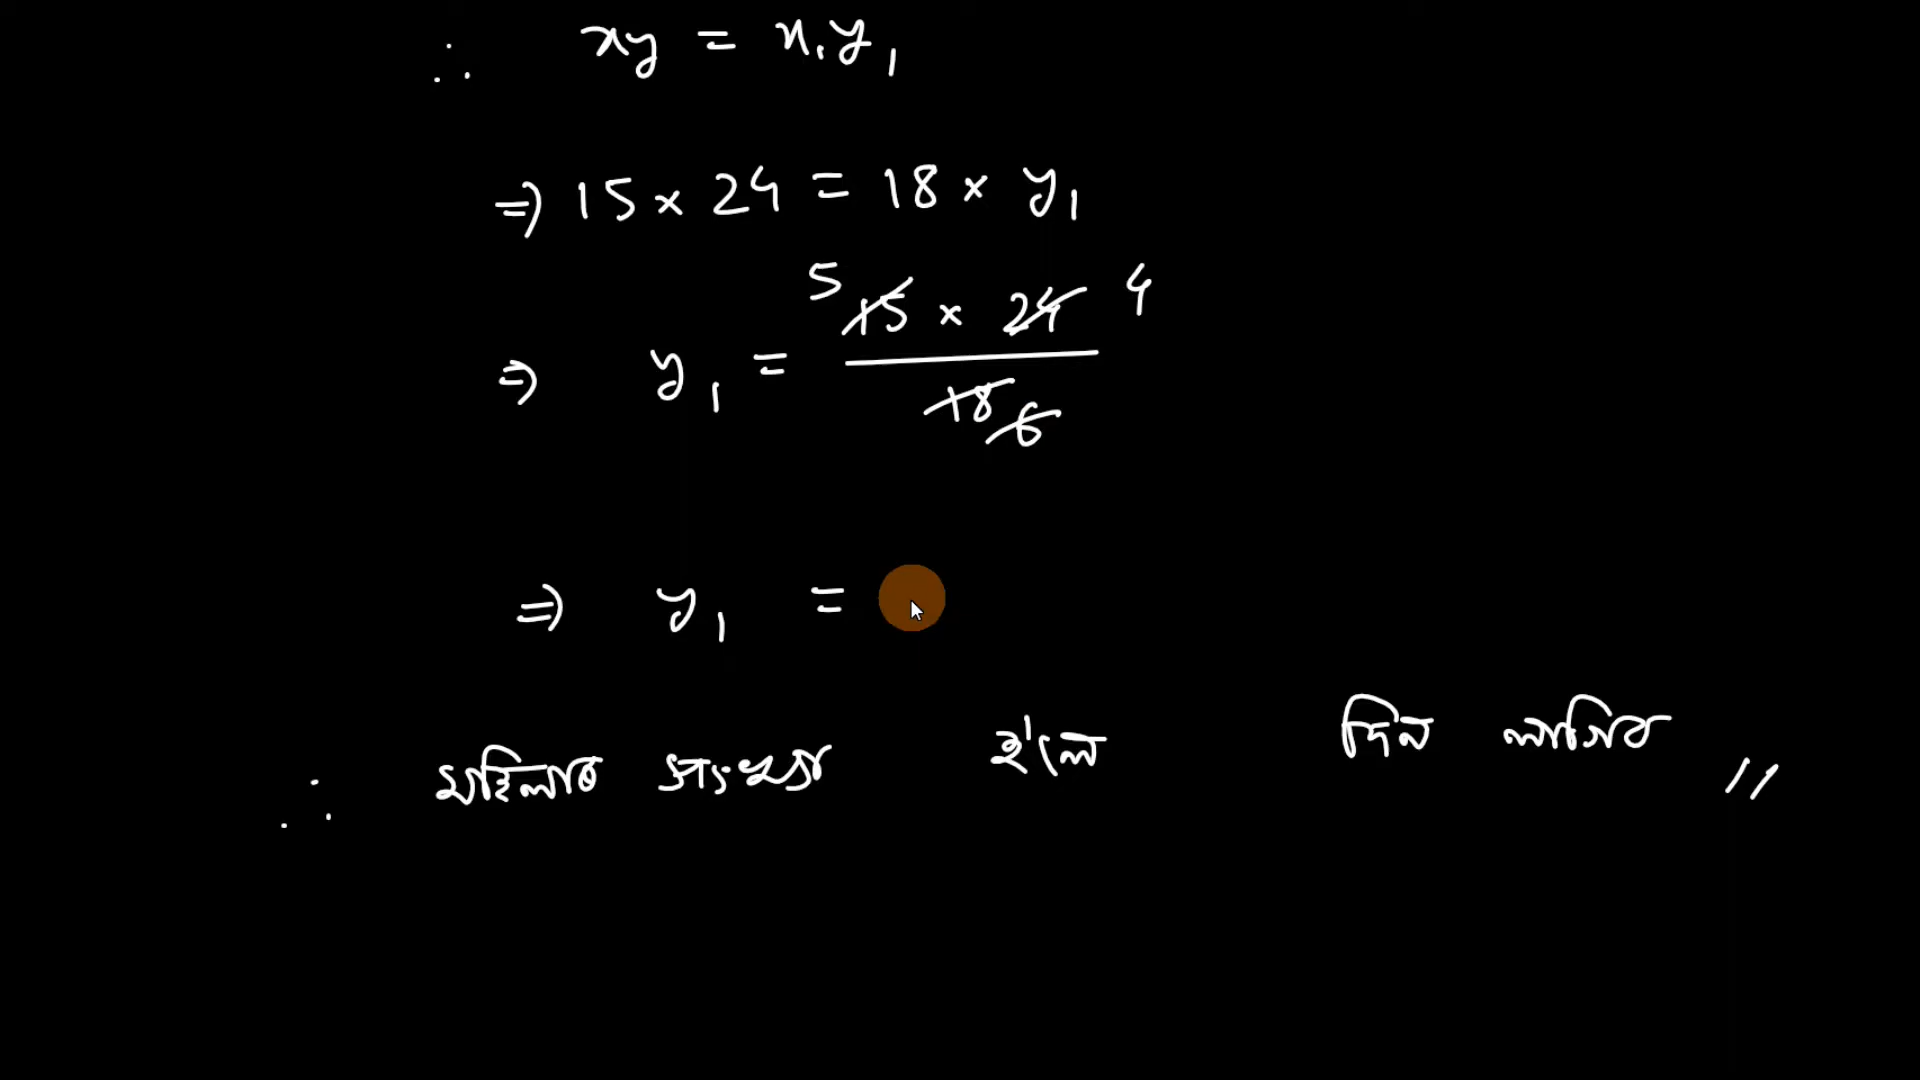 ∴ xy = x₁y₁
⇒ 15 × 24 = 18 × y₁
5 15 × 24 4
⇒ y₁ =
18 6
⇒ y₁ =
∴ মহিলাৰ সংখ্যা হ'লে দিন লাগিব //